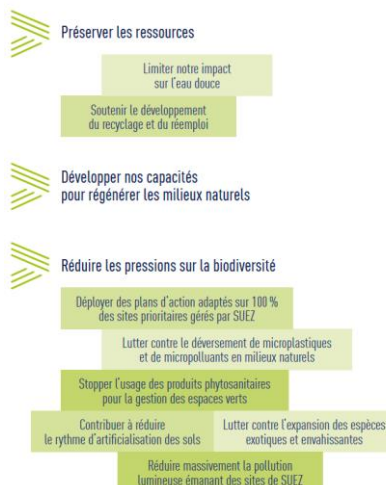 Préserver les ressources
Limiter notre impact
sur l'eau douce
Soutenir le développement
du recyclage et du réemploi
Développer nos capacités
pour régénérer les milieux naturels
Réduire les pressions sur la biodiversité
Déployer des plans d'action adaptés sur 100 %
des sites prioritaires gérés par SUEZ
Lutter contre le déversement de microplastiques
et de micropolluants en milieux naturels
Stopper l'usage des produits phytosanitaires
pour la gestion des espaces verts
Contribuer à réduire
le rythme d'artificialisation des sols
Lutter contre l'expansion des espèces
exotiques et envahissantes
Réduire massivement la pollution
lumineuse émanant des sites de SUEZ